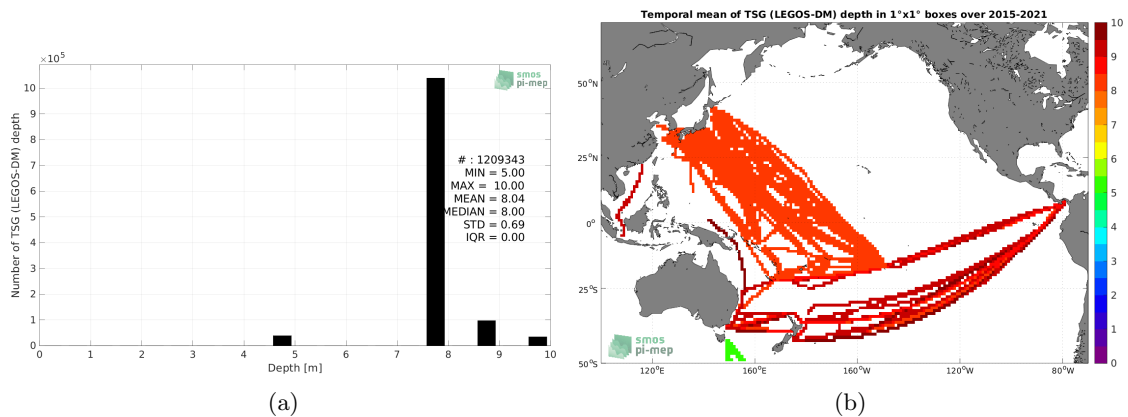 ×10⁵
10
9
8
7
6
5
4
3
2
1
0
Number of TSG (LEGOS-DM) depth
smos
pi-mep
# : 1209343
MIN = 5.00
MAX = 10.00
MEAN = 8.04
MEDIAN = 8.00
STD = 0.69
IQR = 0.00
0 1 2 3 4 5 6 7 8 9 10
Depth [m]
(a)
Temporal mean of TSG (LEGOS-DM) depth in 1°x1° boxes over 2015-2021
50°N
25°N
0°
25°S
50°S
120°E 160°E 160°W 120°W 80°W
smos
pi-mep
10
9
8
7
6
5
4
3
2
1
0
(b)